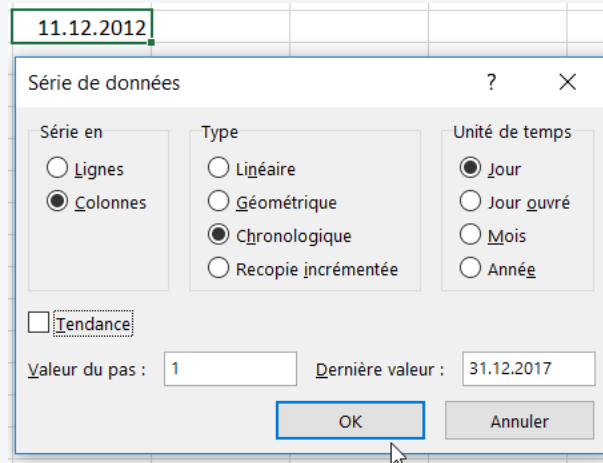 11.12.2012
Série de données
Série en
Type
Unité de temps
Lignes
Linéaire
Jour
Colonnes
Géométrique
Jour ouvré
Chronologique
Mois
Recopie incrémentée
Année
Tendance
Valeur du pas : 1 Dernière valeur : 31.12.2017
OK Annuler